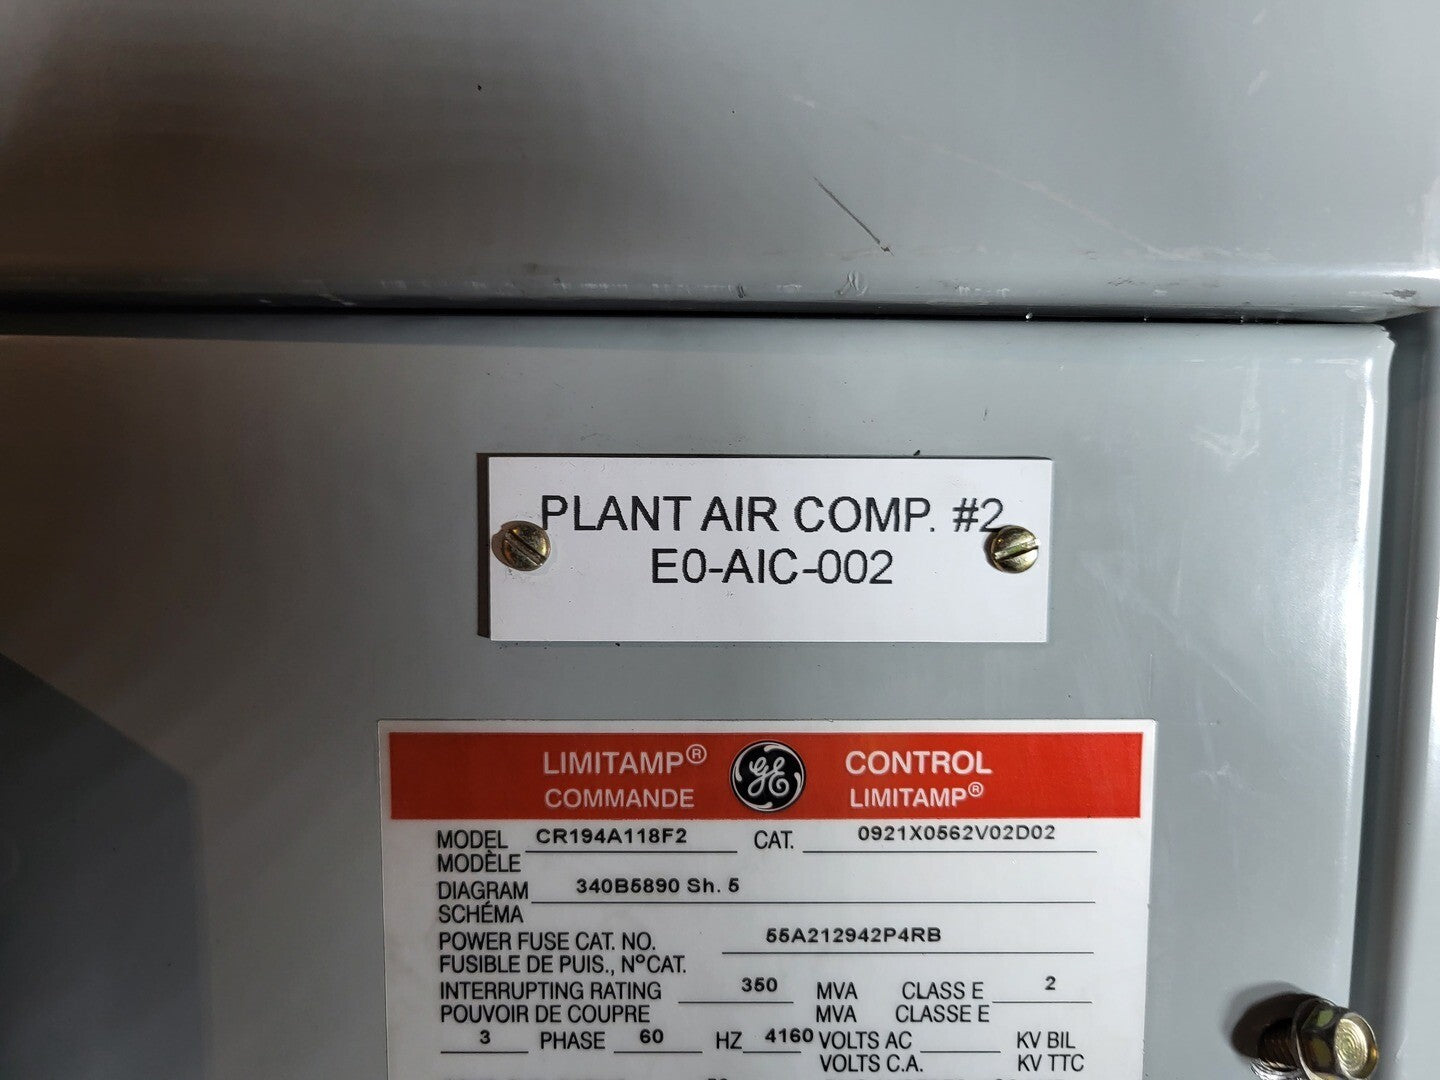 PLANT AIR COMP. #2
E0-AIC-002
LIMITAMP® GE CONTROL
COMMANDE LIMITAMP®
MODEL CR194A118F2 CAT. 0921X0562V02D02
MODÈLE
DIAGRAM 340B5890 Sh. 5
SCHÉMA
POWER FUSE CAT. NO. 55A212942P4RB
FUSIBLE DE PUIS., N° CAT.
INTERRUPTING RATING 350 MVA CLASS E 2
POUVOIR DE COUPRE MVA CLASSE E
3 PHASE 60 HZ 4160 VOLTS AC KV BIL
VOLTS C.A. KV TTC